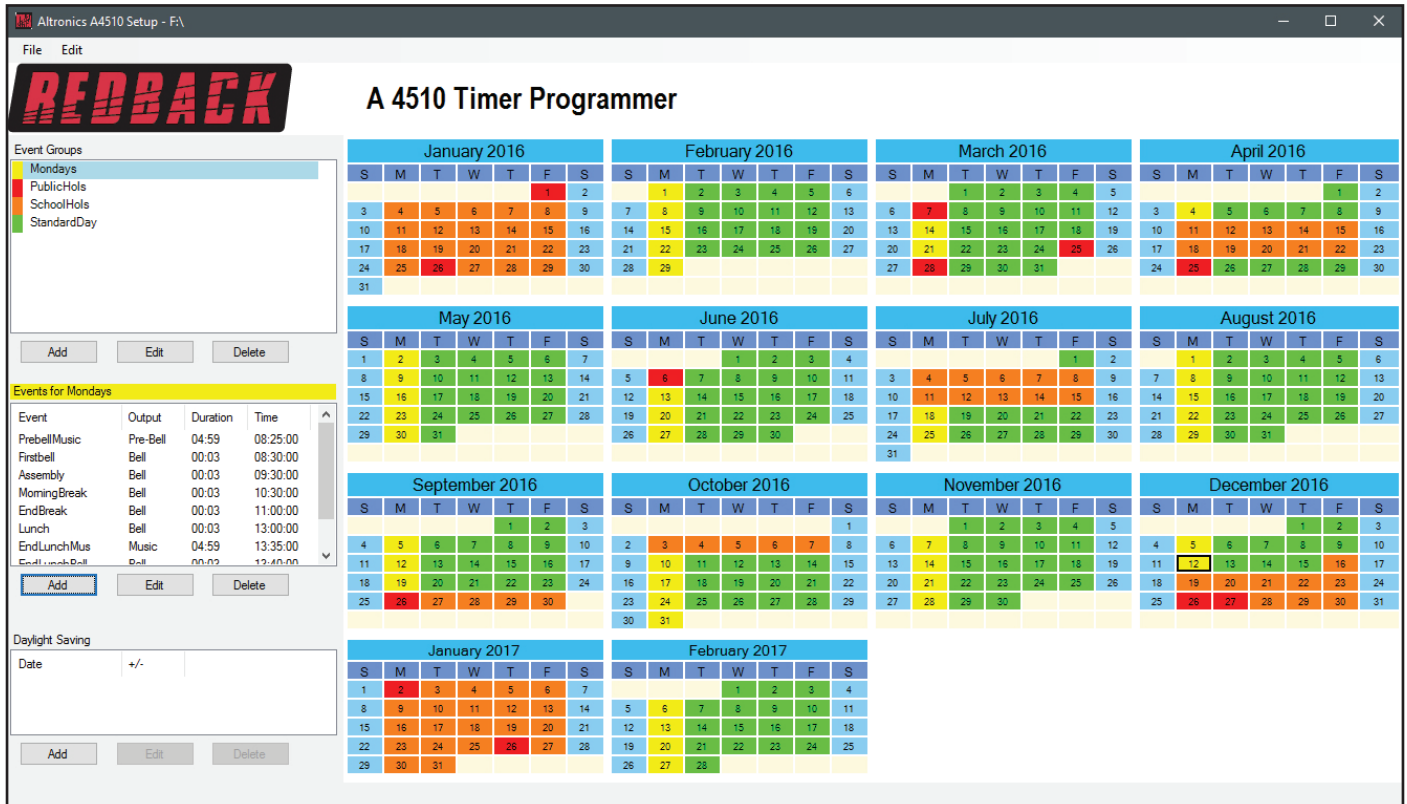 Altronics A4510 Setup - F:\
File Edit
REDBACK
A 4510 Timer Programmer
Event Groups
Mondays
PublicHols
SchoolHols
StandardDay
Add Edit Delete
Events for Mondays
Event Output Duration Time
PrebellMusic Pre-Bell 04:59 08:25:00
Firstbell Bell 00:03 08:30:00
Assembly Bell 00:03 09:30:00
MorningBreak Bell 00:03 10:30:00
EndBreak Bell 00:03 11:00:00
Lunch Bell 00:03 13:00:00
EndLunchMus Music 04:59 13:35:00
EndLunchBell Bell 00:03 13:40:00
Add Edit Delete
Daylight Saving
Date +/-
Add Edit Delete
January 2016
S M T W T F S
1 2
3 4 5 6 7 8 9
10 11 12 13 14 15 16
17 18 19 20 21 22 23
24 25 26 27 28 29 30
31
February 2016
S M T W T F S
1 2 3 4 5 6
7 8 9 10 11 12 13
14 15 16 17 18 19 20
21 22 23 24 25 26 27
28 29
March 2016
S M T W T F S
1 2 3 4 5
6 7 8 9 10 11 12
13 14 15 16 17 18 19
20 21 22 23 24 25 26
27 28 29 30 31
April 2016
S M T W T F S
1 2
3 4 5 6 7 8 9
10 11 12 13 14 15 16
17 18 19 20 21 22 23
24 25 26 27 28 29 30
May 2016
S M T W T F S
1 2 3 4 5 6 7
8 9 10 11 12 13 14
15 16 17 18 19 20 21
22 23 24 25 26 27 28
29 30 31
June 2016
S M T W T F S
1 2 3 4
5 6 7 8 9 10 11
12 13 14 15 16 17 18
19 20 21 22 23 24 25
26 27 28 29 30
July 2016
S M T W T F S
1 2
3 4 5 6 7 8 9
10 11 12 13 14 15 16
17 18 19 20 21 22 23
24 25 26 27 28 29 30
31
August 2016
S M T W T F S
1 2 3 4 5 6
7 8 9 10 11 12 13
14 15 16 17 18 19 20
21 22 23 24 25 26 27
28 29 30 31
September 2016
S M T W T F S
1 2 3
4 5 6 7 8 9 10
11 12 13 14 15 16 17
18 19 20 21 22 23 24
25 26 27 28 29 30
October 2016
S M T W T F S
1
2 3 4 5 6 7 8
9 10 11 12 13 14 15
16 17 18 19 20 21 22
23 24 25 26 27 28 29
30 31
November 2016
S M T W T F S
1 2 3 4 5
6 7 8 9 10 11 12
13 14 15 16 17 18 19
20 21 22 23 24 25 26
27 28 29 30
December 2016
S M T W T F S
1 2 3
4 5 6 7 8 9 10
11 12 13 14 15 16 17
18 19 20 21 22 23 24
25 26 27 28 29 30 31
January 2017
S M T W T F S
1 2 3 4 5 6 7
8 9 10 11 12 13 14
15 16 17 18 19 20 21
22 23 24 25 26 27 28
29 30 31
February 2017
S M T W T F S
1 2 3 4
5 6 7 8 9 10 11
12 13 14 15 16 17 18
19 20 21 22 23 24 25
26 27 28